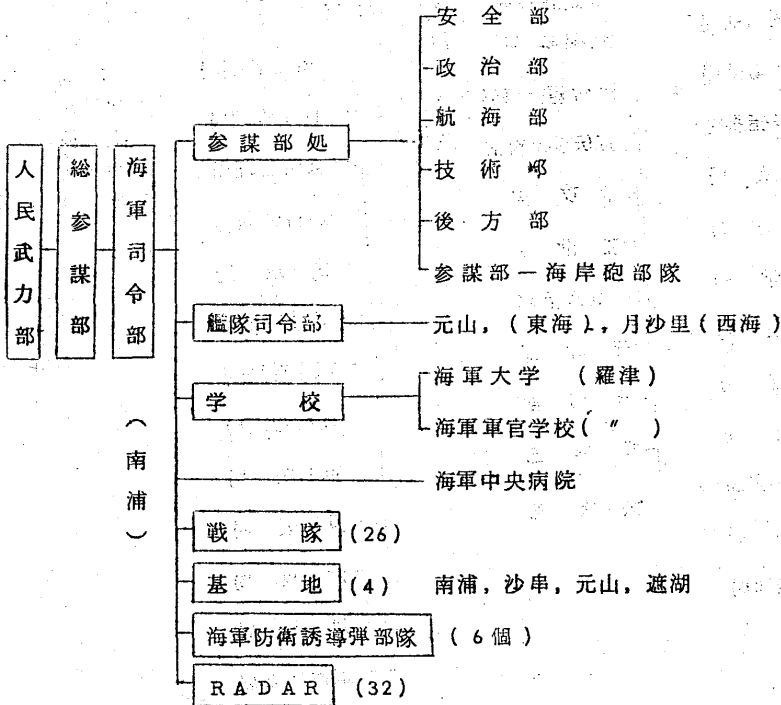 人民武力部
総参謀部
海軍司令部
(南浦)
参謀部処
安全部
政治部
航海部
技術部
後方部
参謀部－海岸砲部隊
艦隊司令部
元山，(東海)，月沙里(西海)
学校
海軍大学 (羅津)
海軍軍官学校( 〃 )
海軍中央病院
戦隊 (26)
基地 (4) 南浦，沙串，元山，遮湖
海軍防衛誘導弾部隊 (6個)
RADAR (32)